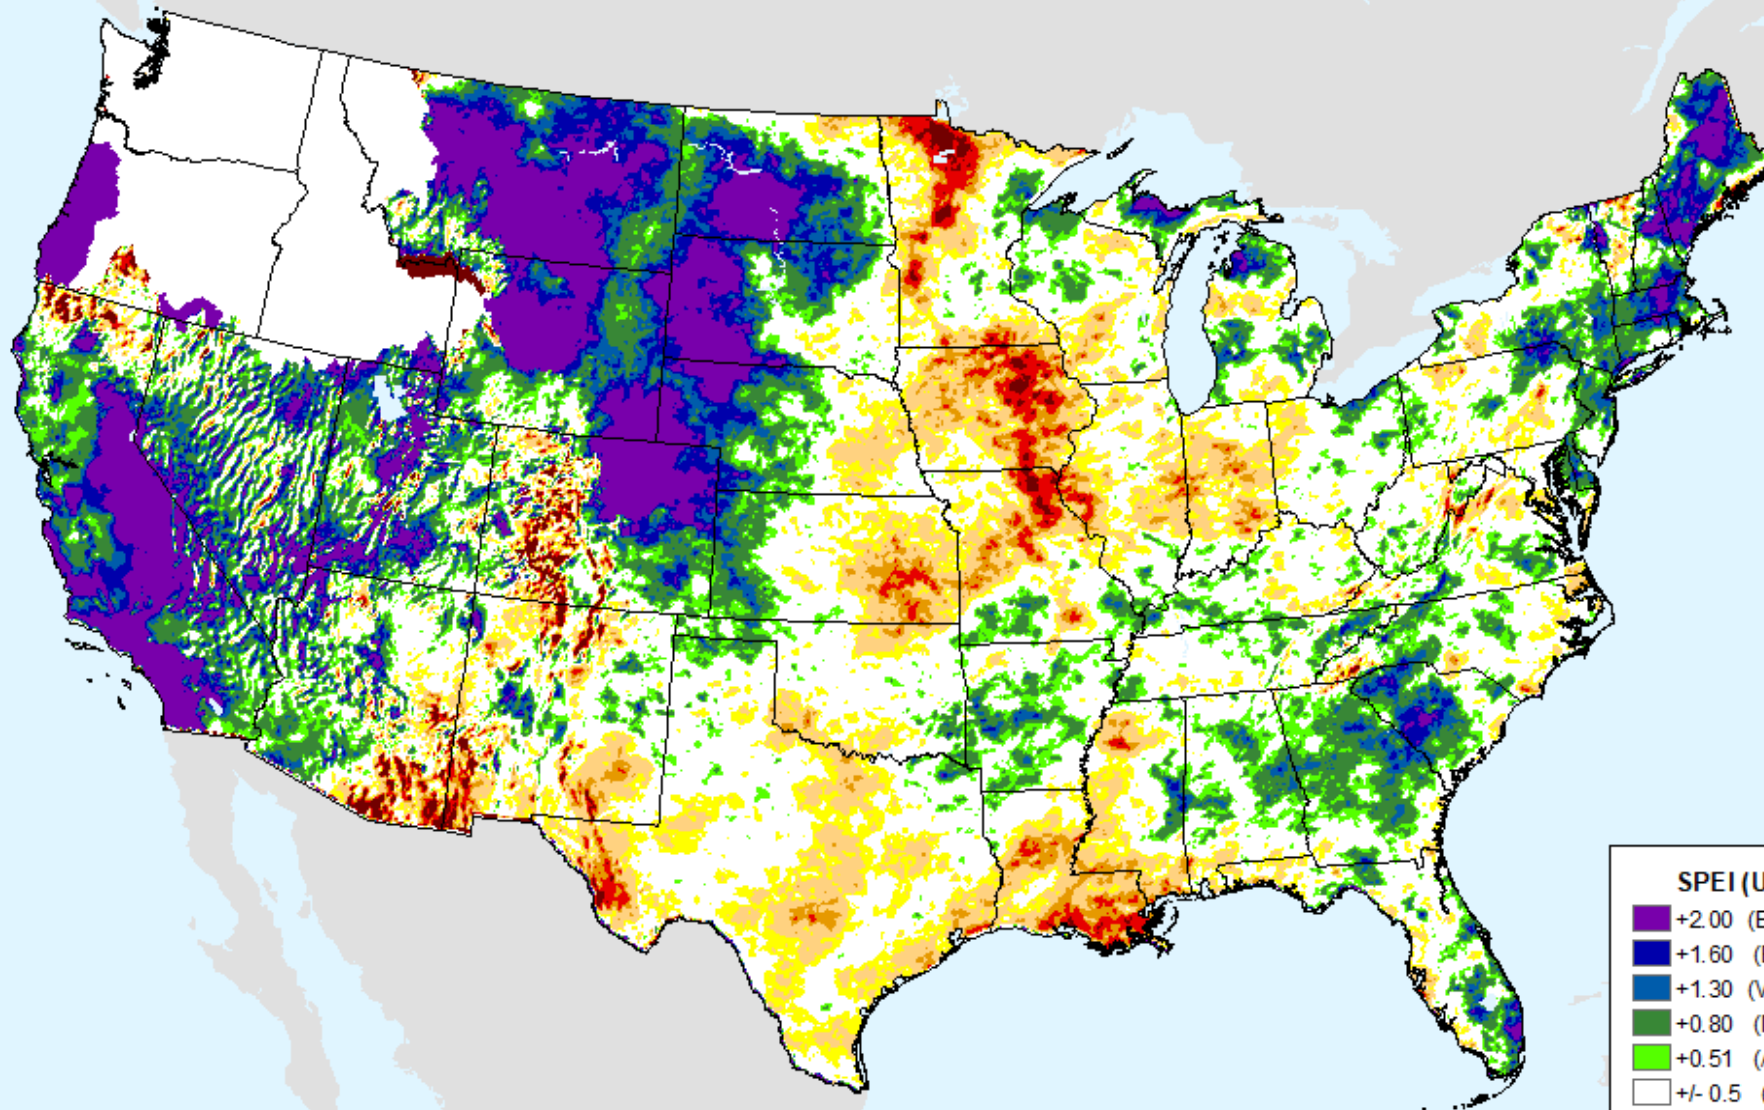 SPEI (U
+2.00 (E
+1.60 (
+1.30 (V
+0.80 (
+0.51 (
+/- 0.5 (